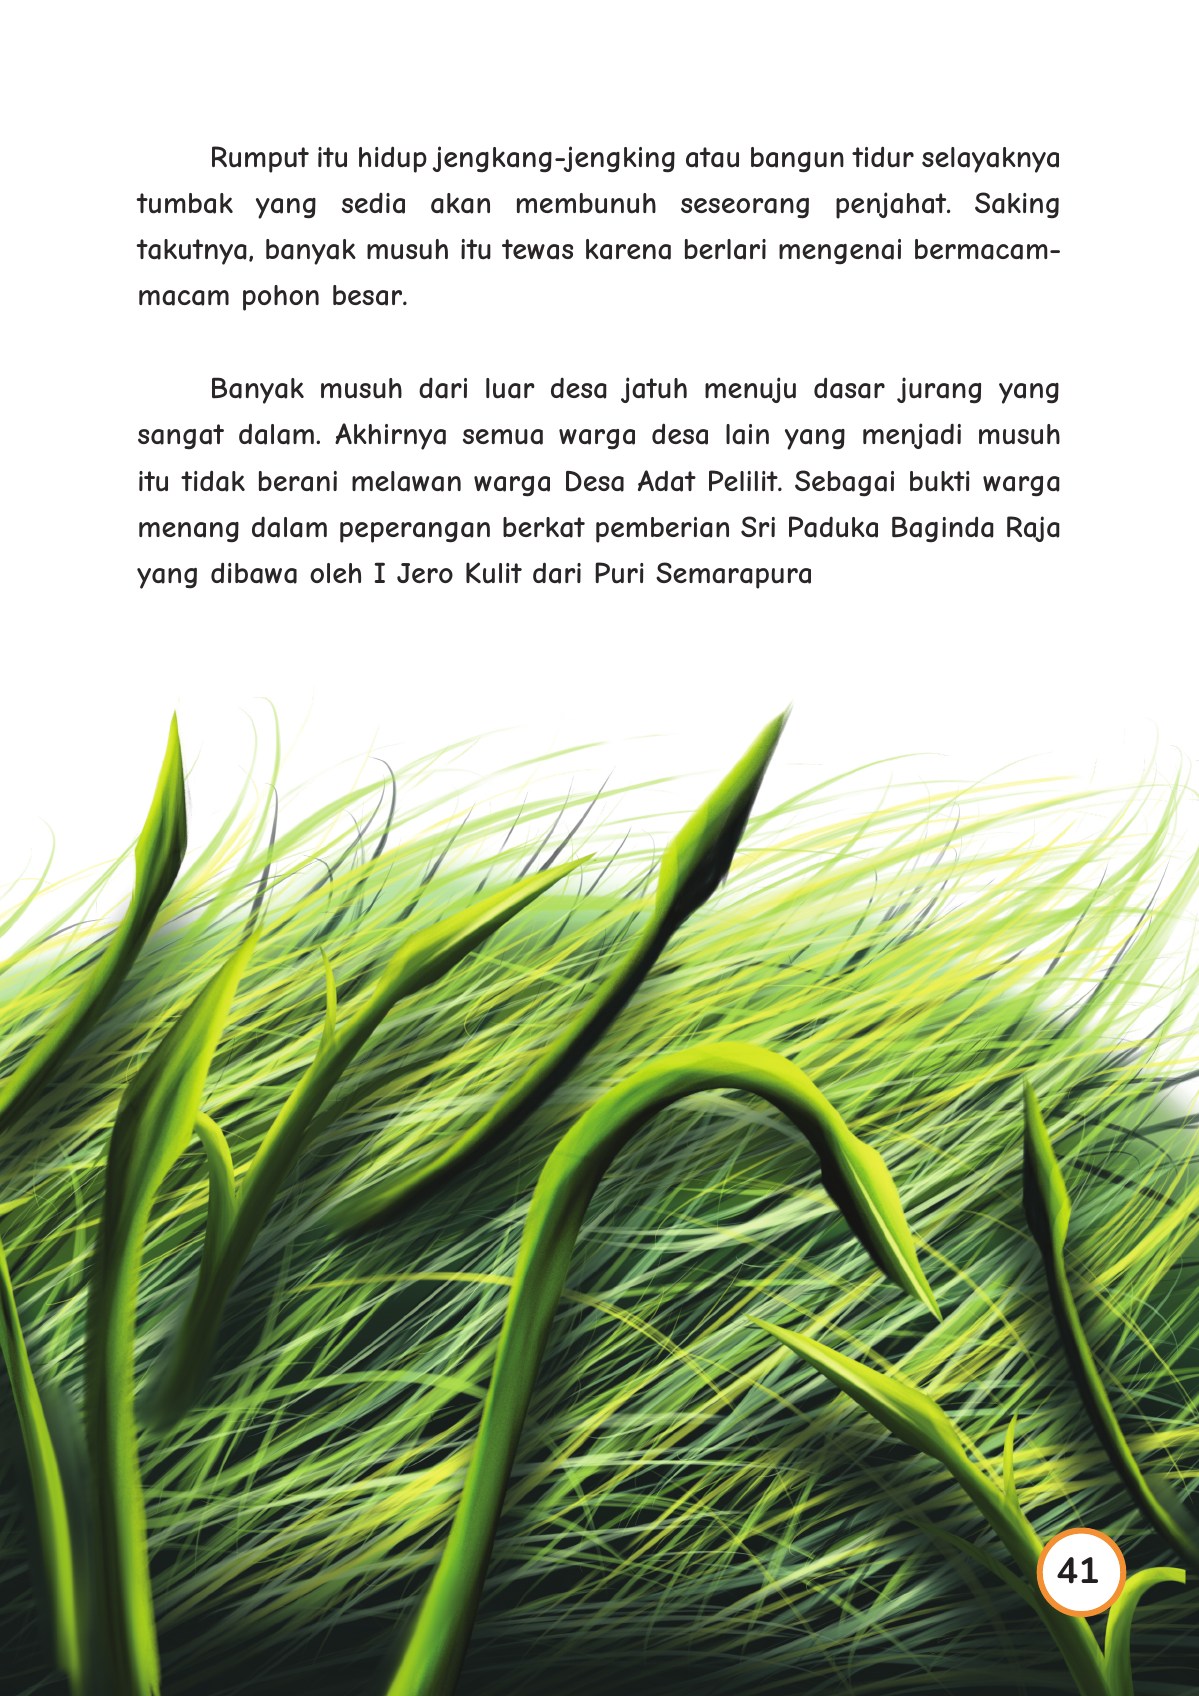 Rumput itu hidup jengkang-jengking atau bangun tidur selayaknya
tumbak yang sedia akan membunuh seseorang penjahat. Saking
takutnya, banyak musuh itu tewas karena berlari mengenai bermacam-
macam pohon besar.
Banyak musuh dari luar desa jatuh menuju dasar jurang yang
sangat dalam. Akhirnya semua warga desa lain yang menjadi musuh
itu tidak berani melawan warga Desa Adat Pelilit. Sebagai bukti warga
menang dalam peperangan berkat pemberian Sri Paduka Baginda Raja
yang dibawa oleh I Jero Kulit dari Puri Semarapura
41